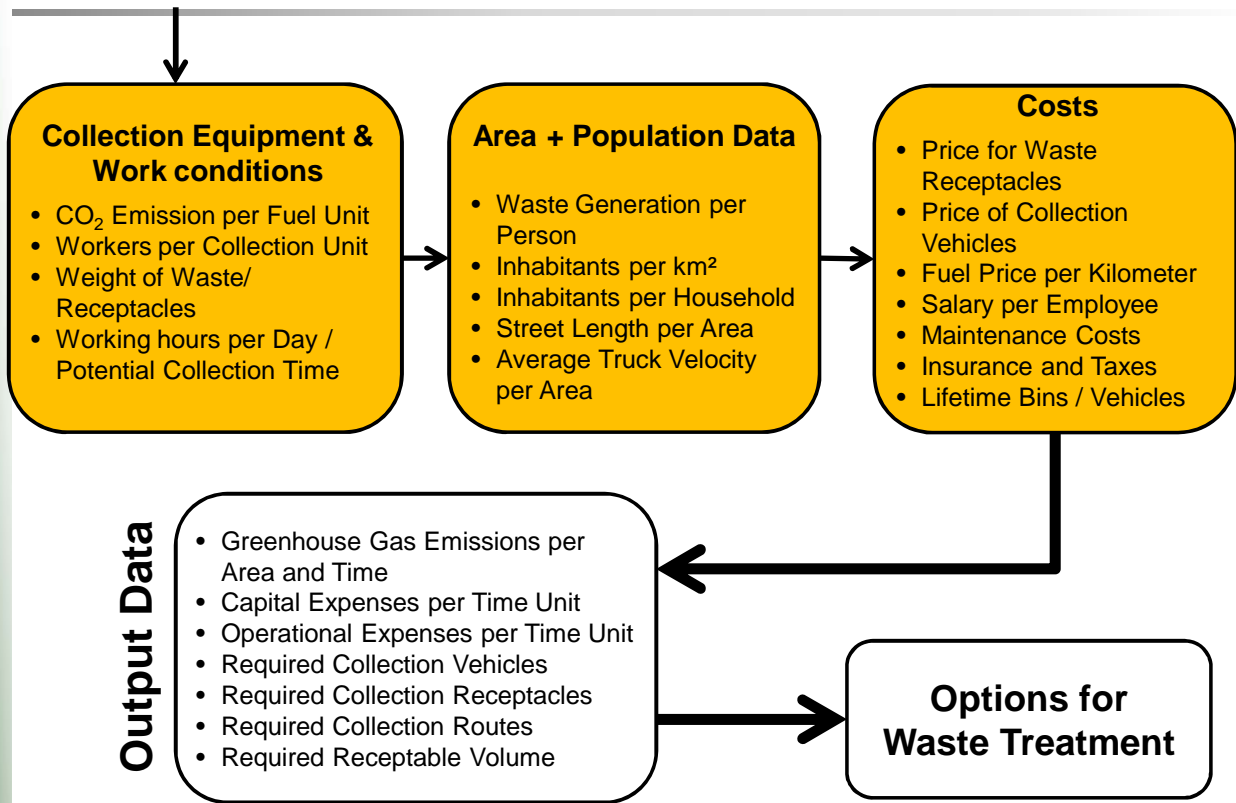 Collection Equipment &
Work conditions
• CO₂ Emission per Fuel Unit
• Workers per Collection Unit
• Weight of Waste/
Receptacles
• Working hours per Day /
Potential Collection Time
Area + Population Data
• Waste Generation per
Person
• Inhabitants per km²
• Inhabitants per Household
• Street Length per Area
• Average Truck Velocity
per Area
Costs
• Price for Waste
Receptacles
• Price of Collection
Vehicles
• Fuel Price per Kilometer
• Salary per Employee
• Maintenance Costs
• Insurance and Taxes
• Lifetime Bins / Vehicles
Output Data
• Greenhouse Gas Emissions per
Area and Time
• Capital Expenses per Time Unit
• Operational Expenses per Time Unit
• Required Collection Vehicles
• Required Collection Receptacles
• Required Collection Routes
• Required Receptable Volume
Options for
Waste Treatment